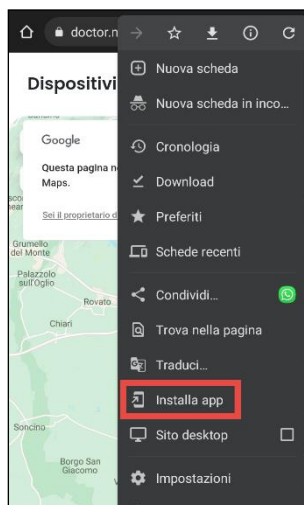 doctor.n
Dispositivi
Google
Questa pagina n
Maps.
Sei il proprietario d
Grumello
del Monte
Palazzolo
sull'Oglio
Rovato
Chiari
Soncino
Borgo San
Giacomo
Nuova scheda
Nuova scheda in inco...
Cronologia
Download
Preferiti
Schede recenti
Condividi...
Trova nella pagina
Traduci...
Installa app
Sito desktop
Impostazioni